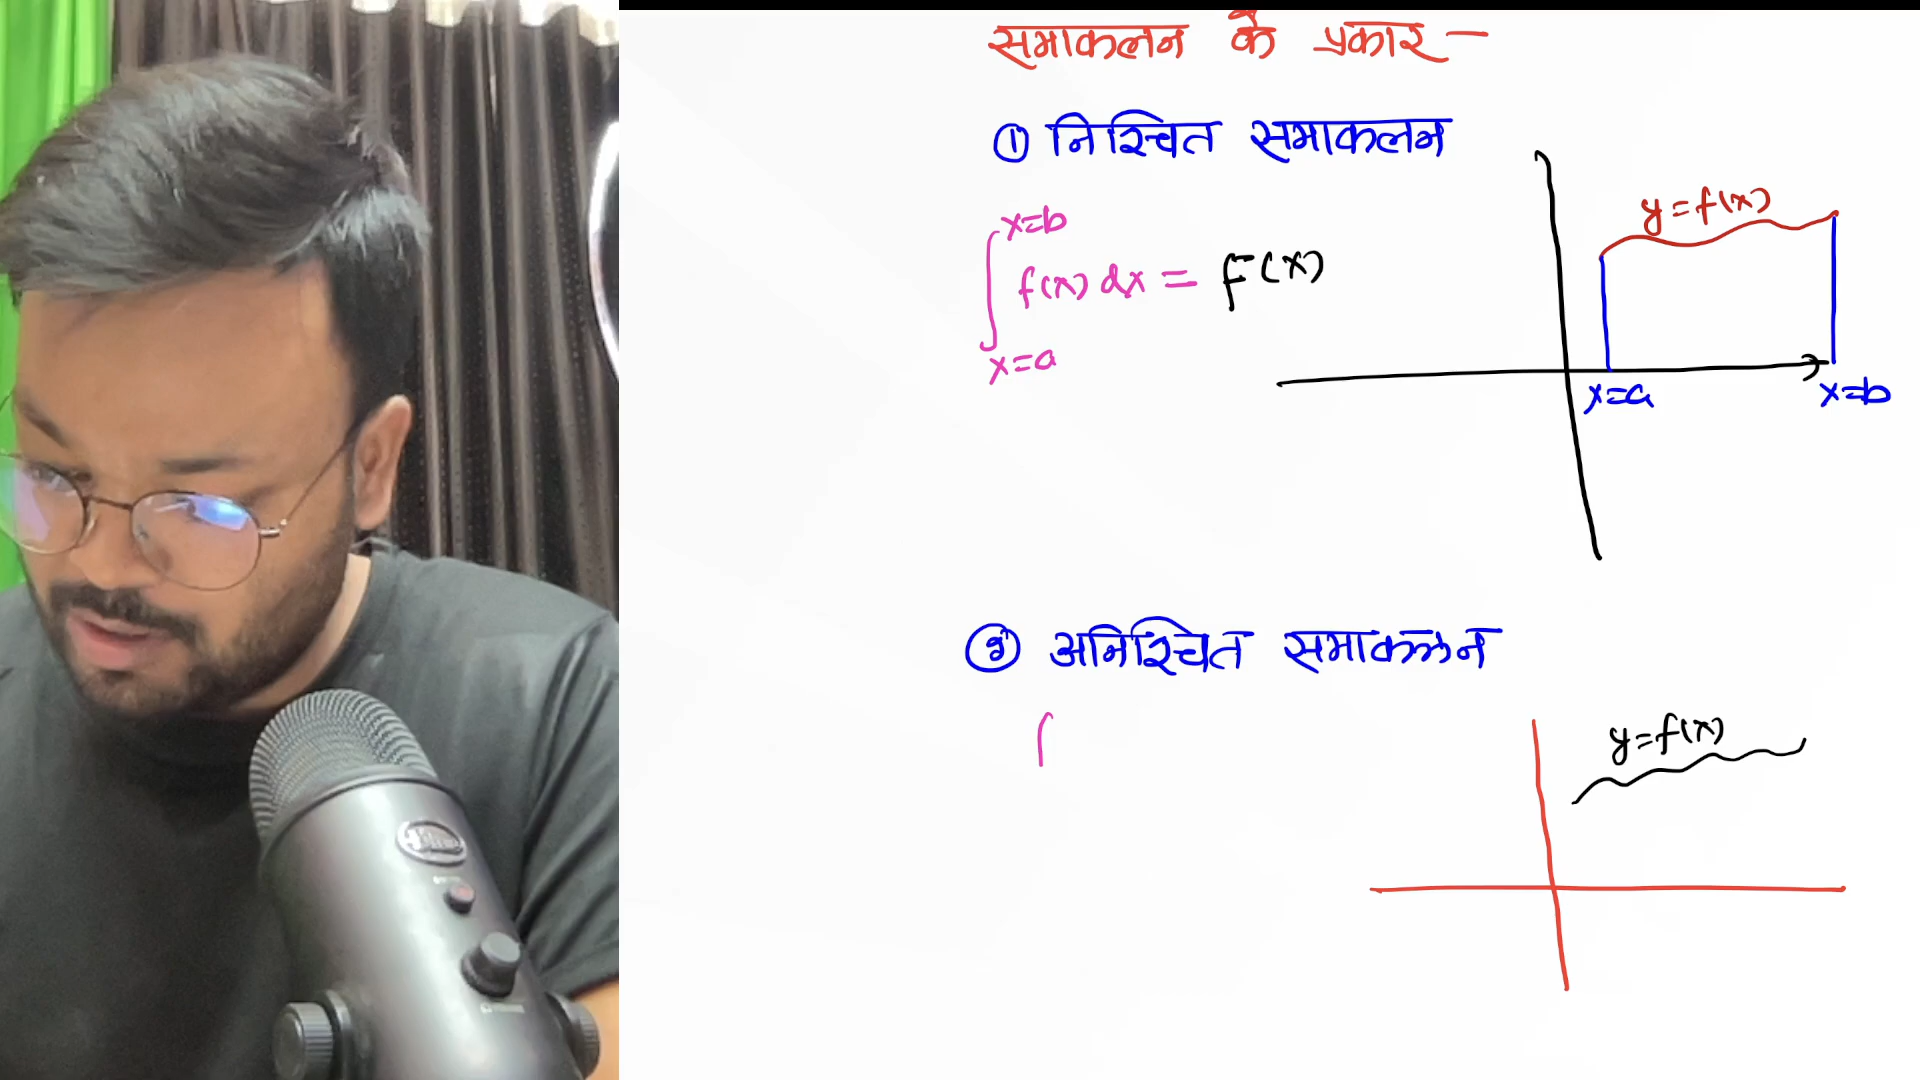 समाकलन के प्रकार -
① निश्चित समाकलन
y = f(x)
x=b
∫ f(x) dx = F(x)
x=a
x=a
x=b
② अनिश्चित समाकलन
y=f(x)
∫